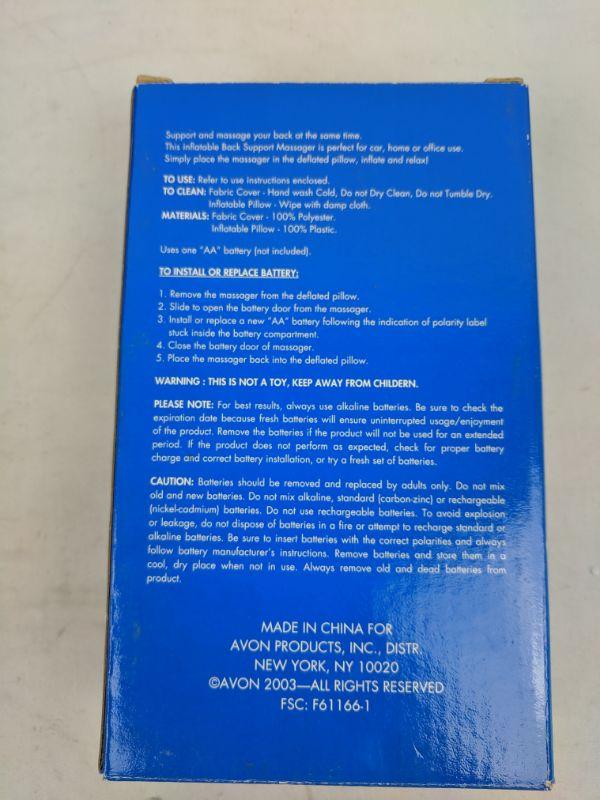 Support and massage your back at the same time.
This Inflatable Back Support Massager is perfect for car, home or office use.
Simply place the massager in the deflated pillow, inflate and relax!
TO USE: Refer to use instructions enclosed.
TO CLEAN: Fabric Cover - Hand wash Cold, Do not Dry Clean, Do not Tumble Dry.
Inflatable Pillow - Wipe with damp cloth.
MATERIALS: Fabric Cover - 100% Polyester.
Inflatable Pillow - 100% Plastic.
Uses one "AA" battery (not included).
TO INSTALL OR REPLACE BATTERY:
1. Remove the massager from the deflated pillow.
2. Slide to open the battery door from the massager.
3. Install or replace a new "AA" battery following the indication of polarity label
stuck inside the battery compartment.
4. Close the battery door of massager.
5. Place the massager back into the deflated pillow.
WARNING : THIS IS NOT A TOY, KEEP AWAY FROM CHILDERN.
PLEASE NOTE: For best results, always use alkaline batteries. Be sure to check the
expiration date because fresh batteries will ensure uninterrupted usage/enjoyment
of the product. Remove the batteries if the product will not be used for an extended
period. If the product does not perform as expected, check for proper battery
charge and correct battery installation, or try a fresh set of batteries.
CAUTION: Batteries should be removed and replaced by adults only. Do not mix
old and new batteries. Do not mix alkaline, standard (carbon-zinc) or rechargeable
(nickel-cadmium) batteries. Do not use rechargeable batteries. To avoid explosion
or leakage, do not dispose of batteries in a fire or attempt to recharge standard or
alkaline batteries. Be sure to insert batteries with the correct polarities and always
follow battery manufacturer's instructions. Remove batteries and store them in a
cool, dry place when not in use. Always remove old and dead batteries from
product.
MADE IN CHINA FOR
AVON PRODUCTS, INC., DISTR.
NEW YORK, NY 10020
©AVON 2003—ALL RIGHTS RESERVED
FSC: F61166-1